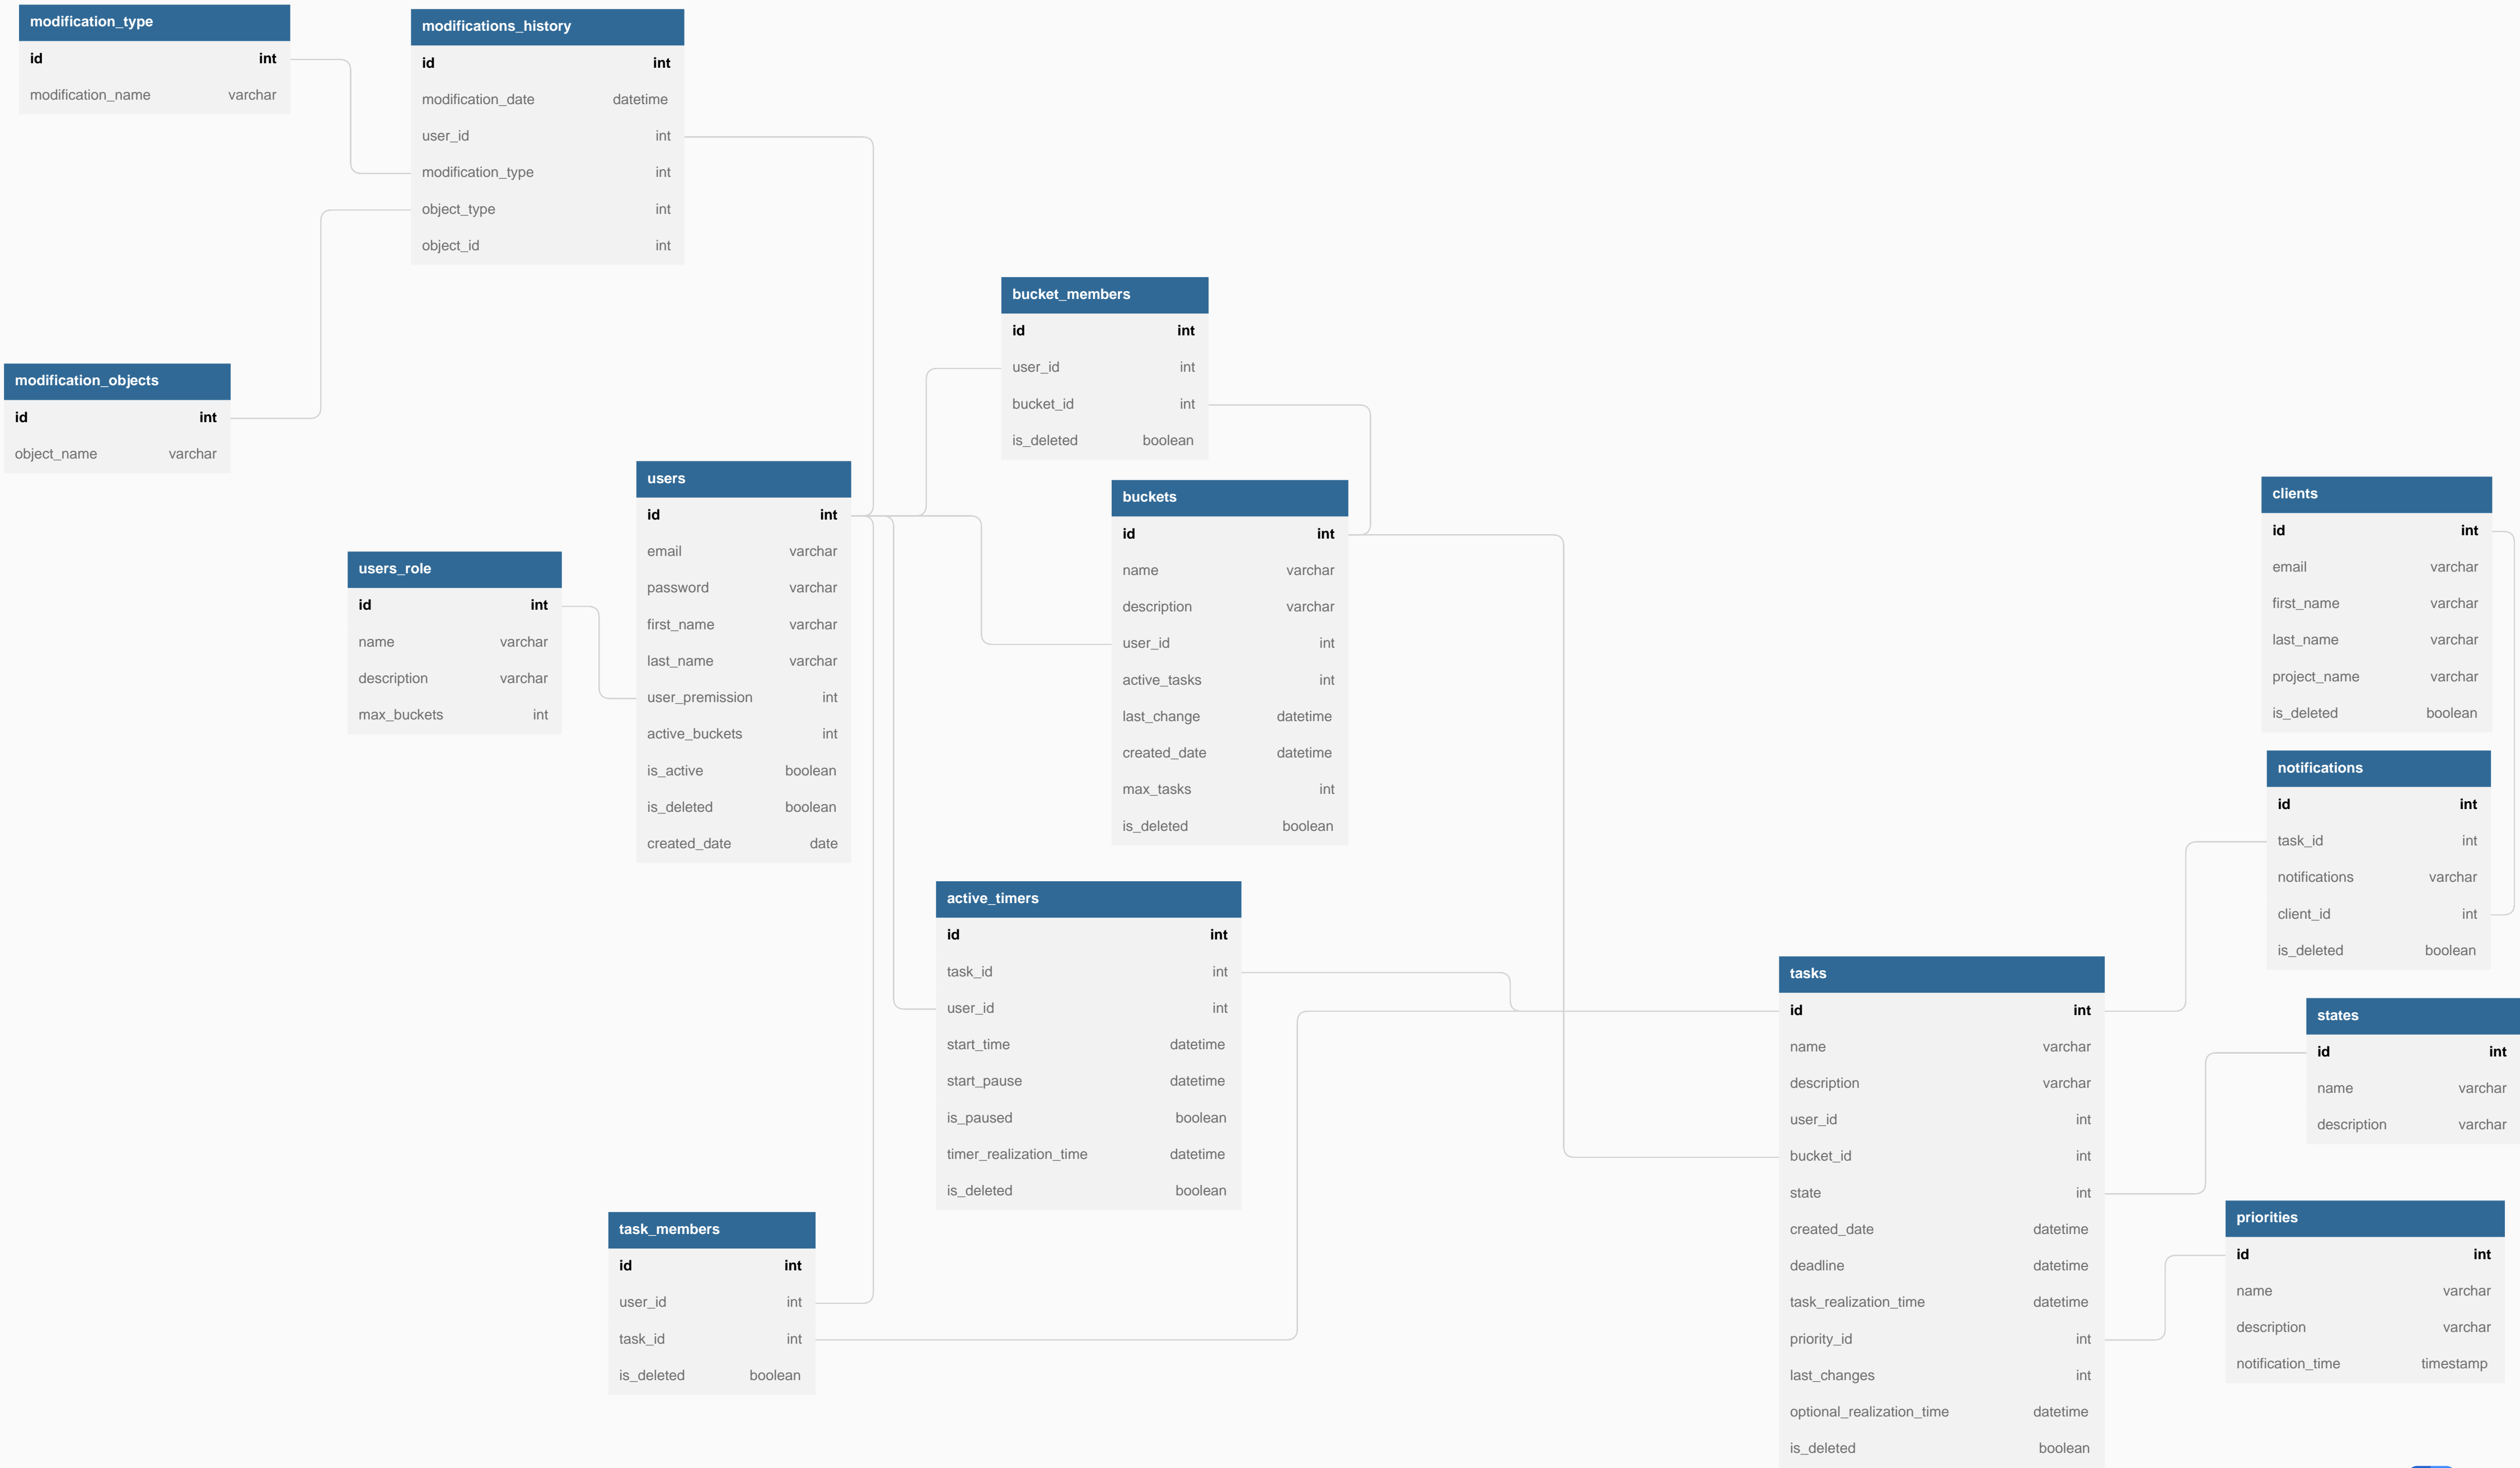 modification_type
id int
modification_name varchar
modifications_history
id int
modification_date datetime
user_id int
modification_type int
object_type int
object_id int
modification_objects
id int
object_name varchar
bucket_members
id int
user_id int
bucket_id int
is_deleted boolean
users
id int
email varchar
password varchar
first_name varchar
last_name varchar
user_premission int
active_buckets int
is_active boolean
is_deleted boolean
created_date date
users_role
id int
name varchar
description varchar
max_buckets int
buckets
id int
name varchar
description varchar
user_id int
active_tasks int
last_change datetime
created_date datetime
max_tasks int
is_deleted boolean
clients
id int
email varchar
first_name varchar
last_name varchar
project_name varchar
is_deleted boolean
notifications
id int
task_id int
notifications varchar
client_id int
is_deleted boolean
active_timers
id int
task_id int
user_id int
start_time datetime
start_pause datetime
is_paused boolean
timer_realization_time datetime
is_deleted boolean
tasks
id int
name varchar
description varchar
user_id int
bucket_id int
state int
created_date datetime
deadline datetime
task_realization_time datetime
priority_id int
last_changes int
optional_realization_time datetime
is_deleted boolean
states
id int
name varchar
description varchar
priorities
id int
name varchar
description varchar
notification_time timestamp
task_members
id int
user_id int
task_id int
is_deleted boolean